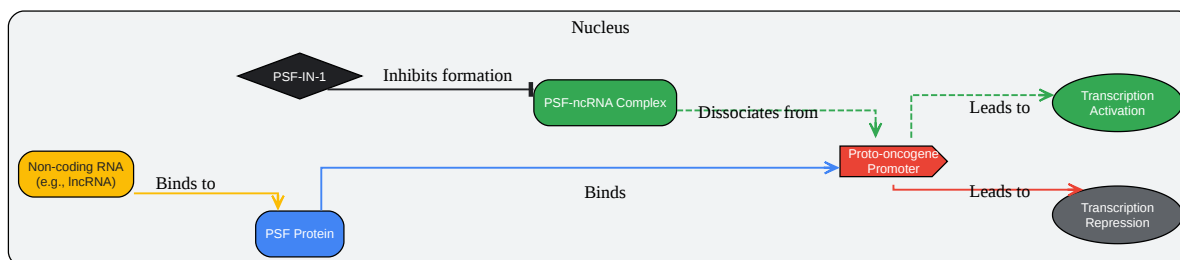 Nucleus
PSF-IN-1
Inhibits formation
PSF-ncRNA Complex
Dissociates from
Leads to
Transcription
Activation
Non-coding RNA
(e.g., lncRNA)
Binds to
PSF Protein
Binds
Proto-oncogene
Promoter
Leads to
Transcription
Repression